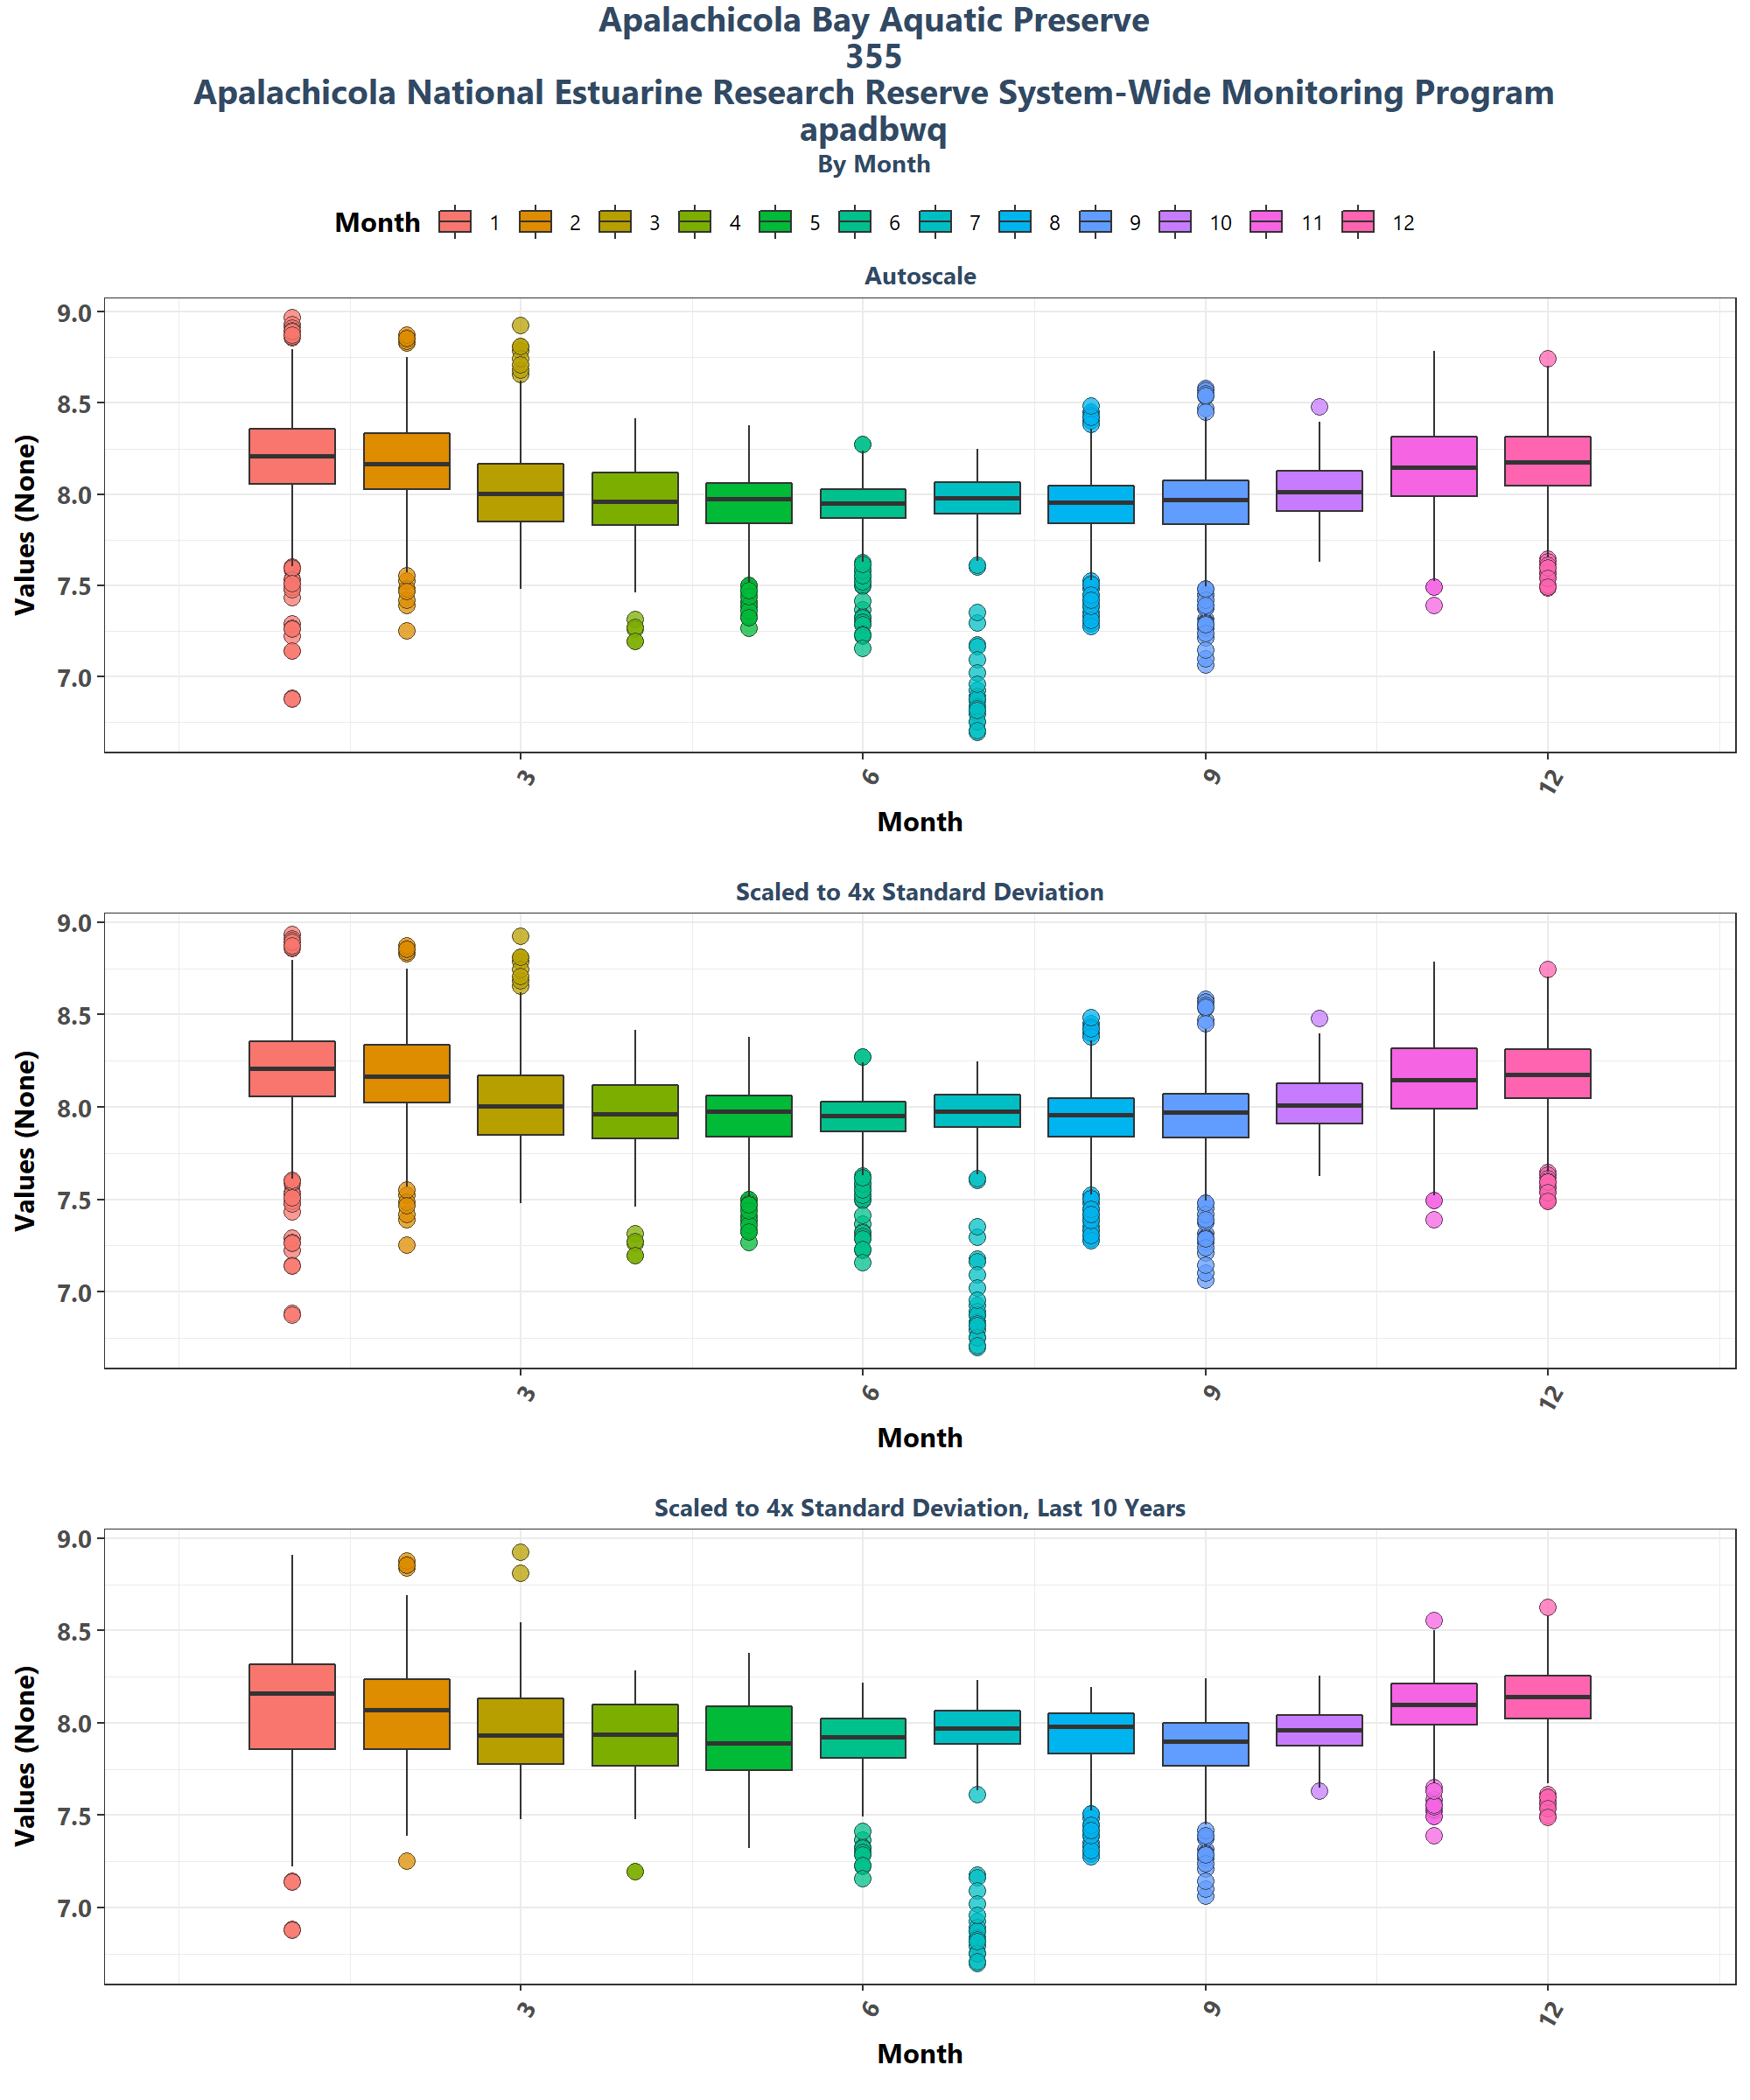 Apalachicola Bay Aquatic Preserve
355
Apalachicola National Estuarine Research Reserve System-Wide Monitoring Program
apadbwq
By Month
Month 1 2 3 4 5 6 7 8 9 10 11 12
Autoscale
Values (None)
9.0
8.5
8.0
7.5
7.0
3 6 9 12
Month
Scaled to 4x Standard Deviation
Values (None)
9.0
8.5
8.0
7.5
7.0
3 6 9 12
Month
Scaled to 4x Standard Deviation, Last 10 Years
Values (None)
9.0
8.5
8.0
7.5
7.0
3 6 9 12
Month